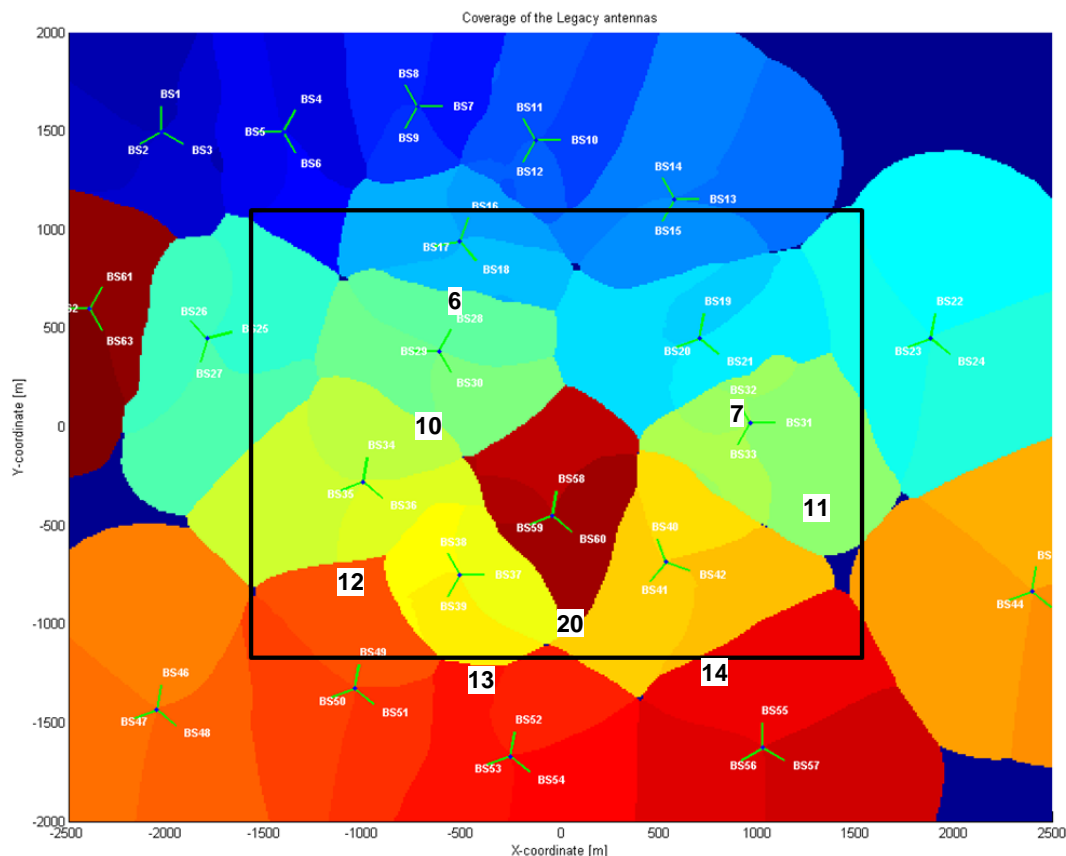 Coverage of the Legacy antennas
2000
BS8
BS1
BS4
BS7
BS11
1500
BS5
BS10
BS2
BS3
BS9
BS6
BS12
BS14
BS13
1000
BS16
BS15
BS17
BS18
BS61
6
BS19
BS22
BS26
BS28
500
BS25
BS63
BS29
BS20
BS23
BS21
BS24
BS27
BS30
BS32
7
Y-coordinate [m]
0
10
BS31
BS34
BS33
BS58
BS35
BS36
11
-500
BS59
BS40
BS60
BS38
12
BS37
BS42
BS41
BS44
BS39
-1000
20
BS49
14
BS46
13
BS50
BS51
-1500
BS47
BS48
BS52
BS55
BS53
BS54
BS56
BS57
-2000
-2500 -2000 -1500 -1000 -500 0 500 1000 1500 2000 2500
X-coordinate [m]